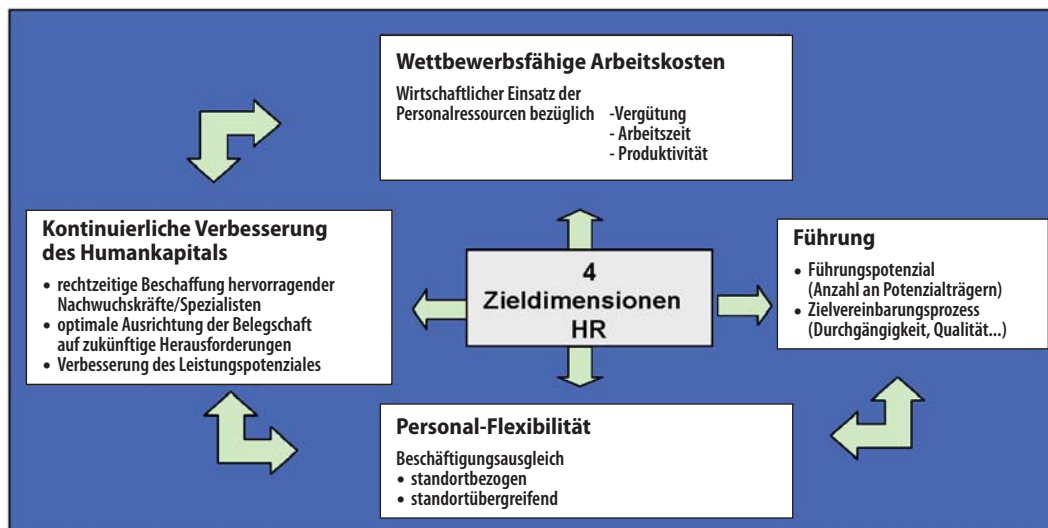 Wettbewerbsfähige Arbeitskosten
Wirtschaftlicher Einsatz der
Personalressourcen bezüglich -Vergütung
- Arbeitszeit
- Produktivität
Kontinuierliche Verbesserung
des Humankapitals
• rechtzeitige Beschaffung hervorragender
Nachwuchskräfte/Spezialisten
• optimale Ausrichtung der Belegschaft
auf zukünftige Herausforderungen
• Verbesserung des Leistungspotenziales
4
Zieldimensionen
HR
Führung
• Führungspotenzial
(Anzahl an Potenzialträgern)
• Zielvereinbarungsprozess
(Durchgängigkeit, Qualität...)
Personal-Flexibilität
Beschäftigungsausgleich
• standortbezogen
• standortübergreifend